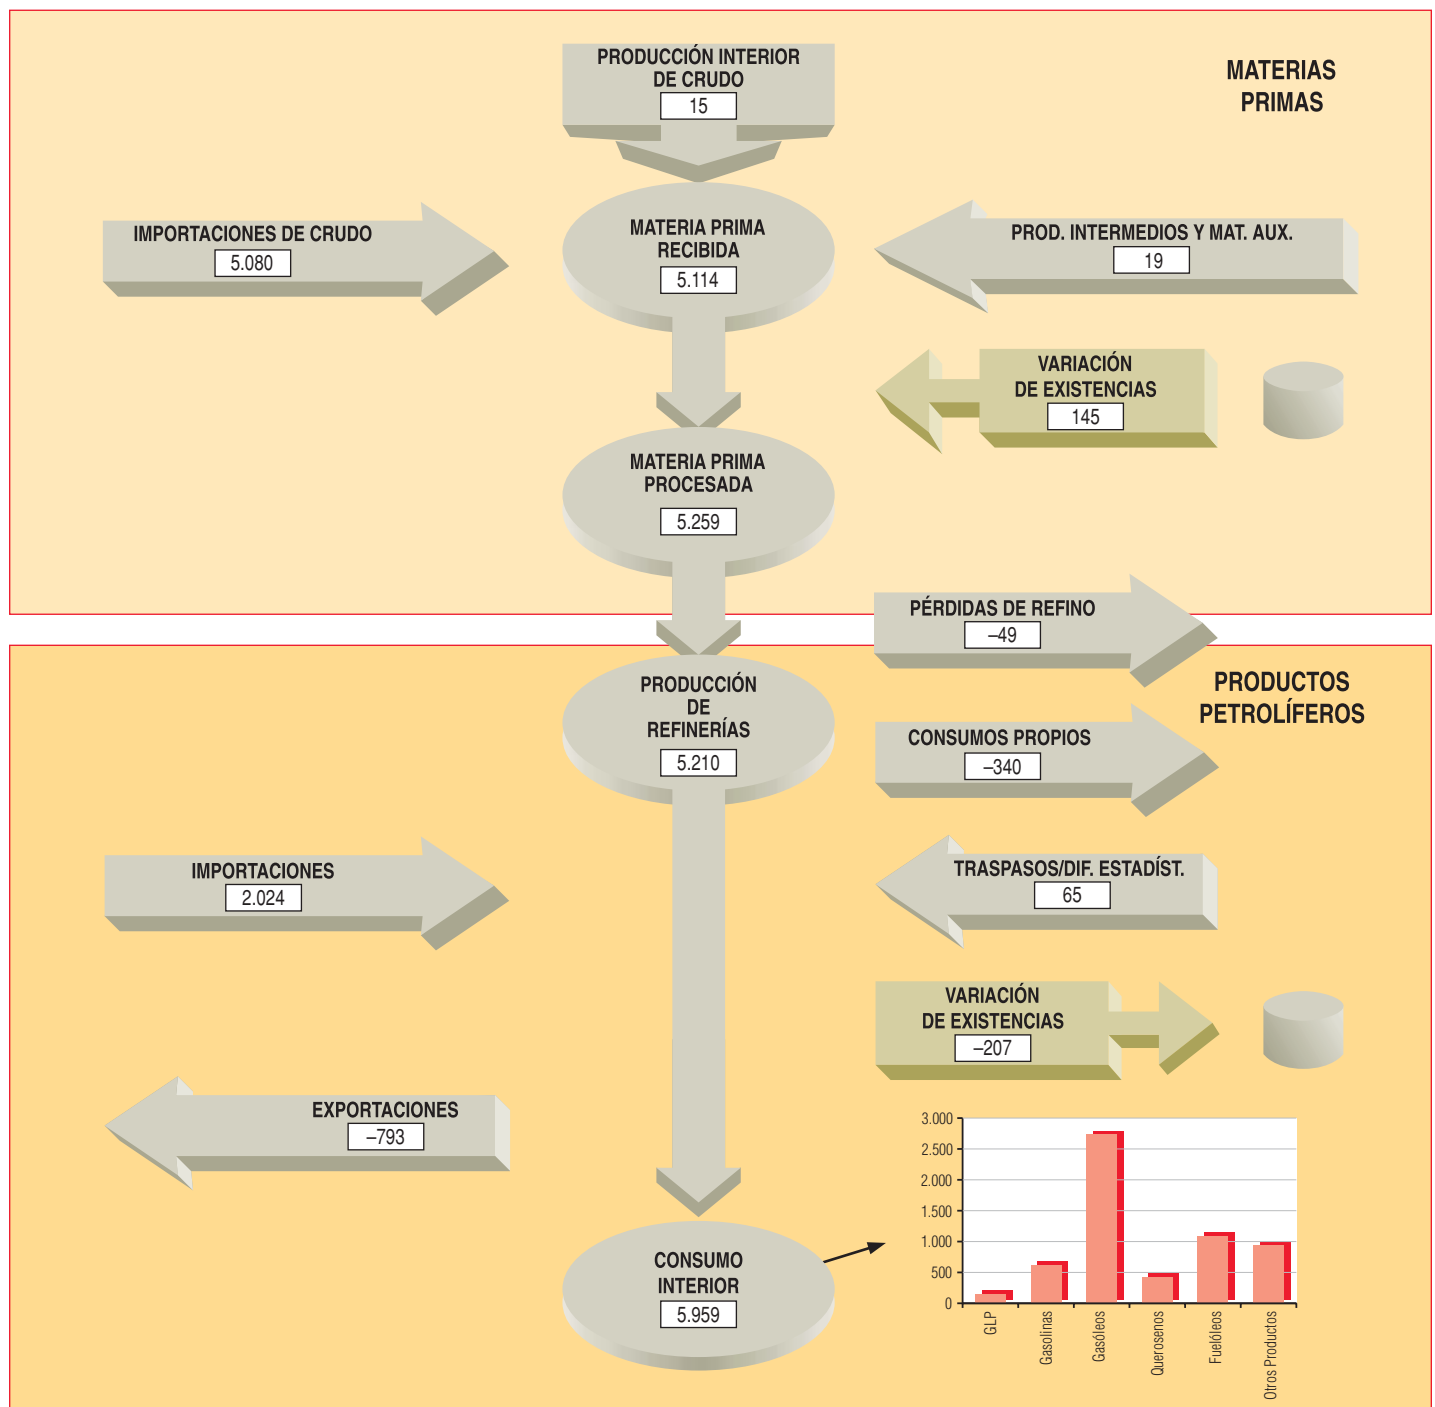 PRODUCCIÓN INTERIOR
DE CRUDO
15
MATERIAS
PRIMAS
IMPORTACIONES DE CRUDO
5.080
MATERIA PRIMA
RECIBIDA
5.114
PROD. INTERMEDIOS Y MAT. AUX.
19
VARIACIÓN
DE EXISTENCIAS
145
MATERIA PRIMA
PROCESADA
5.259
PÉRDIDAS DE REFINO
–49
PRODUCTOS
PETROLÍFEROS
PRODUCCIÓN
DE
REFINERÍAS
5.210
CONSUMOS PROPIOS
–340
IMPORTACIONES
2.024
TRASPASOS/DIF. ESTADÍST.
65
VARIACIÓN
DE EXISTENCIAS
–207
EXPORTACIONES
–793
CONSUMO
INTERIOR
5.959
3.000
2.500
2.000
1.500
1.000
500
0
GLP
Gasolinas
Gasóleos
Querosenos
Fuelóleos
Otros Productos